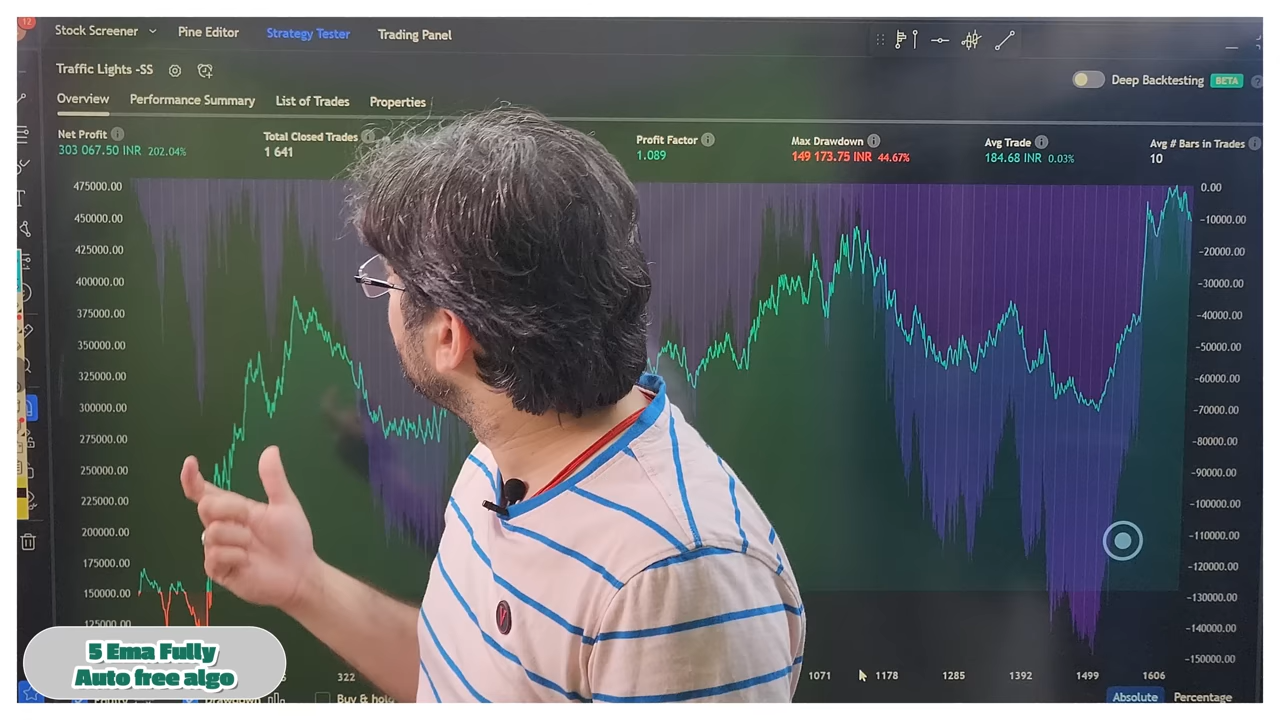 12
Stock Screener Pine Editor Strategy Tester Trading Panel
Traffic Lights -SS
Deep Backtesting BETA
Overview Performance Summary List of Trades Properties
Net Profit Total Closed Trades Profit Factor Max Drawdown Avg Trade Avg # Bars in Trades
303 067.50 INR 202.04% 1 641 1.089 149 173.75 INR 44.67% 184.68 INR 0.03% 10
475000.00 0.00
450000.00 -10000.00
425000.00 -20000.00
400000.00 -30000.00
375000.00 -40000.00
350000.00 -50000.00
325000.00 -60000.00
300000.00 -70000.00
275000.00 -80000.00
250000.00 -90000.00
225000.00 -100000.00
200000.00 -110000.00
175000.00 -120000.00
150000.00 -130000.00
125000.00 -140000.00
-150000.00
5 Ema Fully
Auto free algo
322 1071 1178 1285 1392 1499 1606
Buy & hold Absolute Percentage